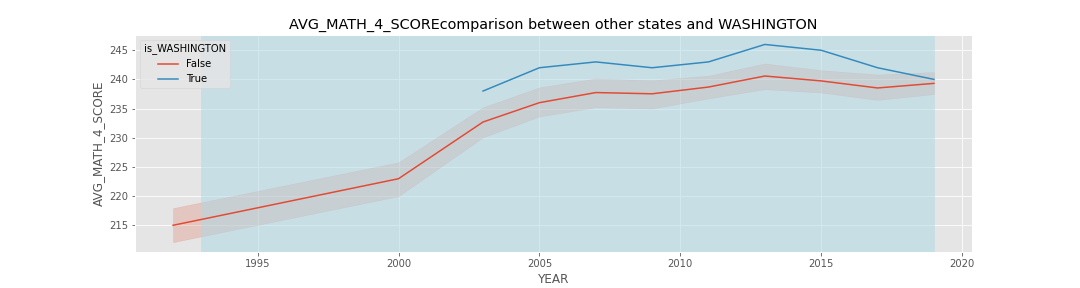 AVG_MATH_4_SCOREcomparison between other states and WASHINGTON
is_WASHINGTON
False
True
AVG_MATH_4_SCORE
245
240
235
230
225
220
215
1995
2000
2005
2010
2015
2020
YEAR